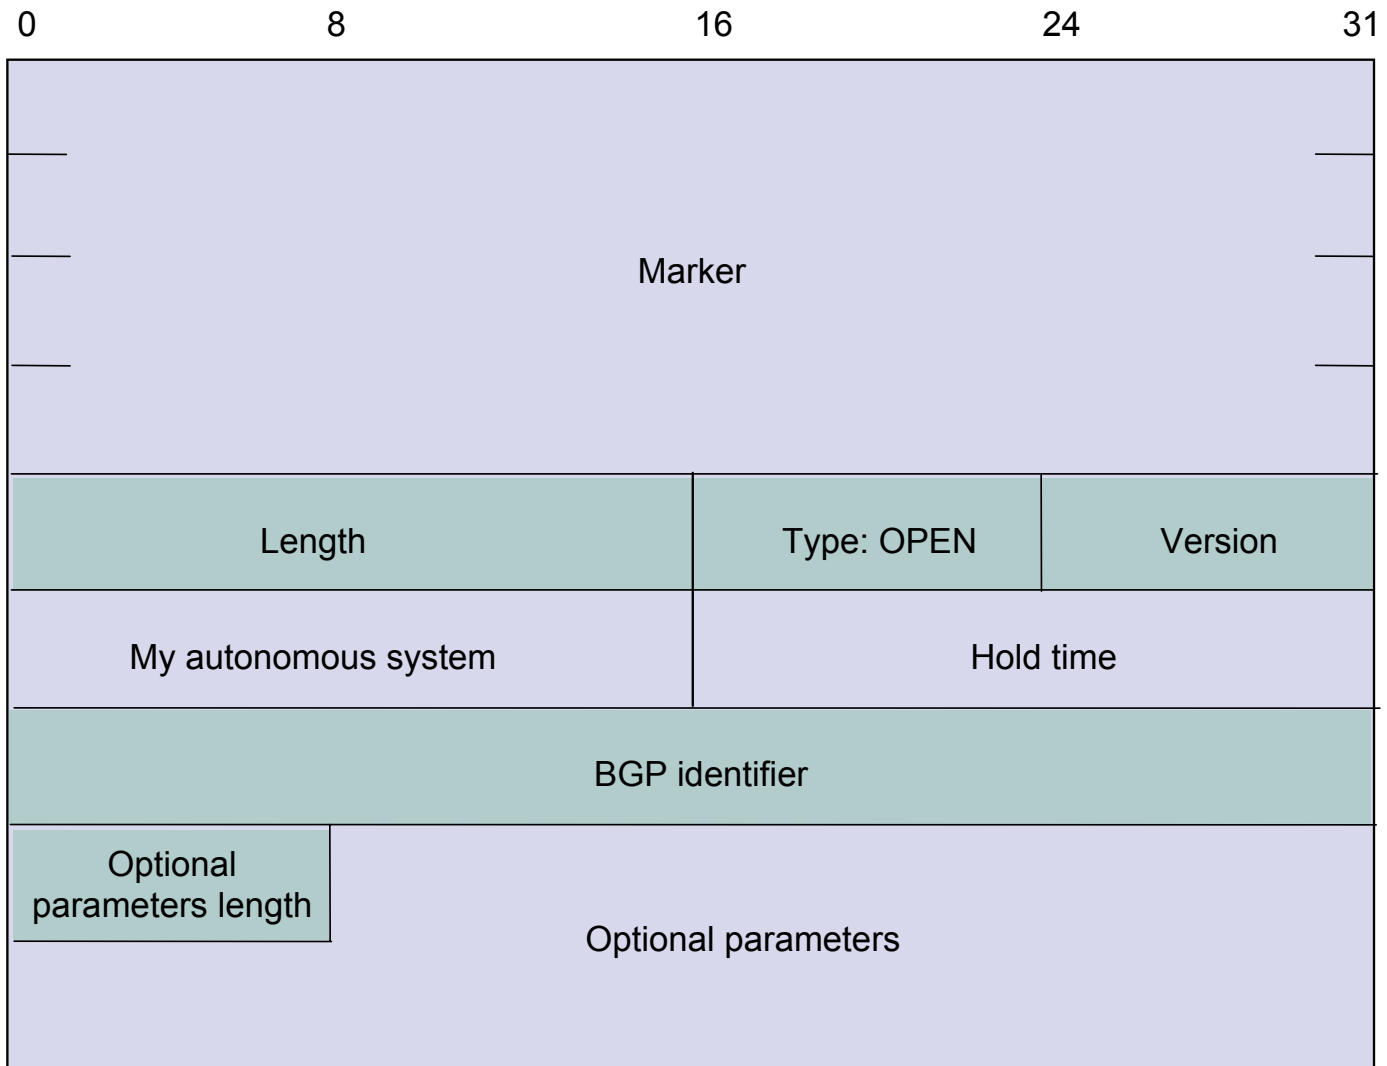 0 8 16 24 31
Marker
Length Type: OPEN Version
My autonomous system Hold time
BGP identifier
Optional
parameters length
Optional parameters